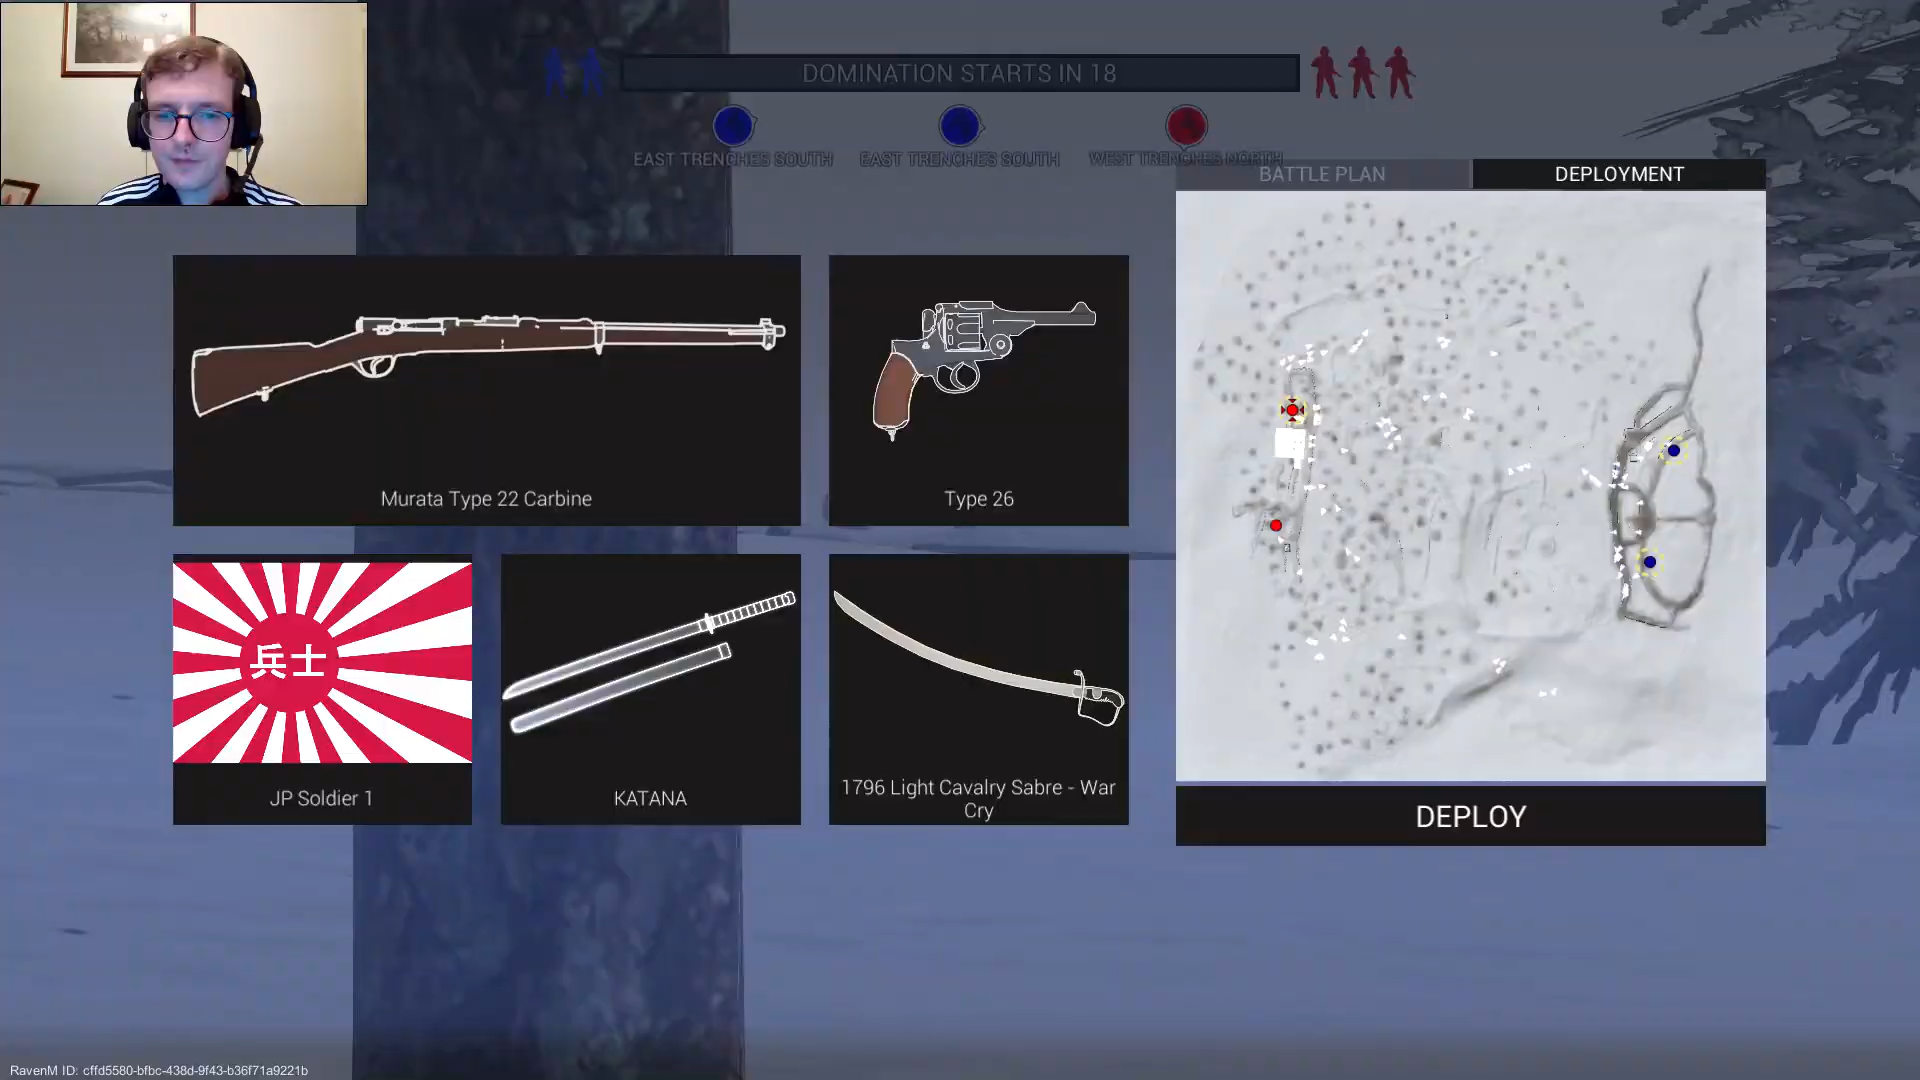 DOMINATION STARTS IN 18
EAST TRENCHES SOUTH
EAST TRENCHES SOUTH
WEST TRENCHES NORTH
BATTLE PLAN
DEPLOYMENT
Murata Type 22 Carbine
Type 26
兵士
JP Soldier 1
KATANA
1796 Light Cavalry Sabre - War
Cry
DEPLOY
RavenM ID: cffd5580-bfbc-438d-9f43-b36f71a9221b